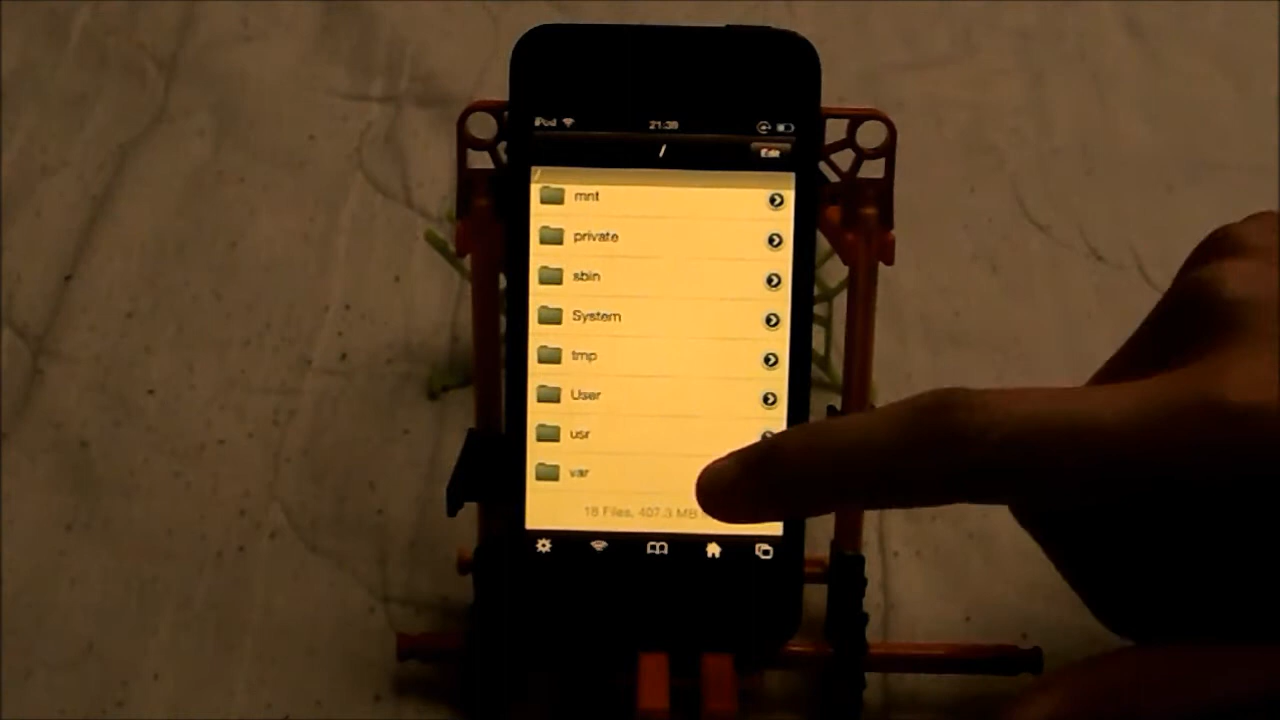 iPod 21:39
/ Edit
/
mnt
private
sbin
System
tmp
User
usr
var
18 Files, 407.3 MB